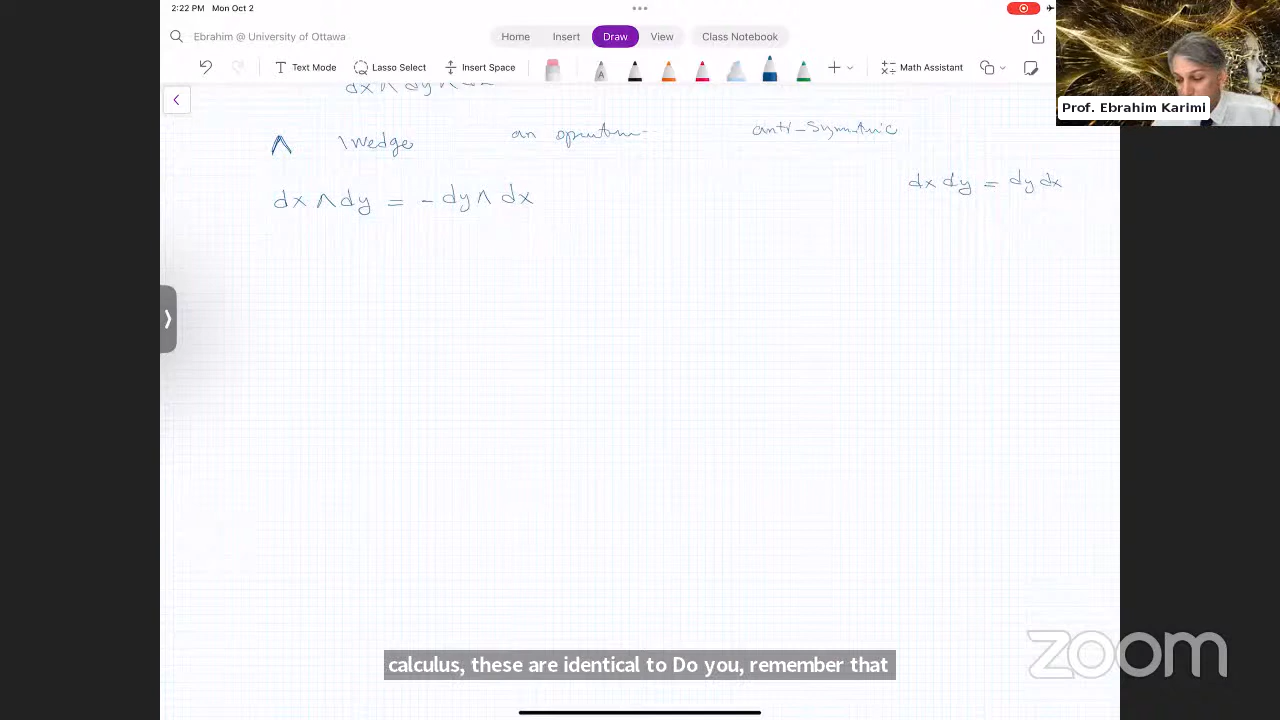 2:22 PM Mon Oct 2
Ebrahim @ University of Ottawa
Home Insert Draw View Class Notebook
Text Mode Lasso Select Insert Space Math Assistant
Prof. Ebrahim Karimi
∧ wedge an anti-symmetric
dx dy = dy dx
dx ∧ dy = - dy ∧ dx
calculus, these are identical to Do you, remember that
zoom